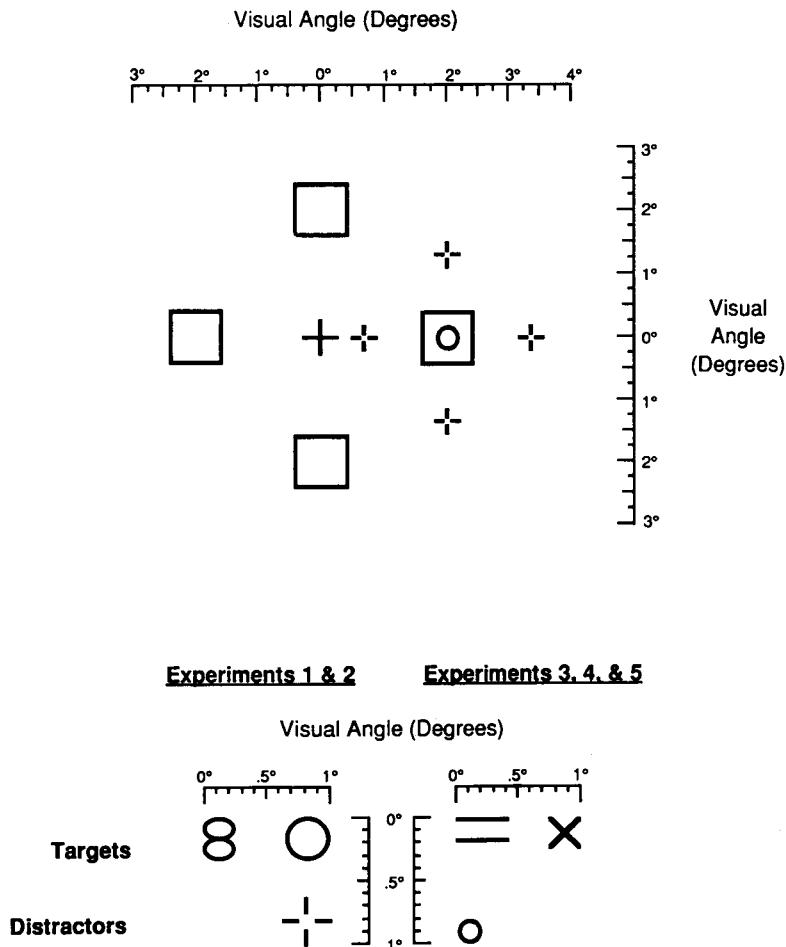 Visual Angle (Degrees)
3° 2° 1° 0° 1° 2° 3° 4°
3°
2°
1°
0°
1°
2°
3°
Visual
Angle
(Degrees)
Experiments 1 & 2 Experiments 3, 4, & 5
Visual Angle (Degrees)
0° .5° 1° 0° .5° 1°
Targets
0°
.5°
Distractors
1°